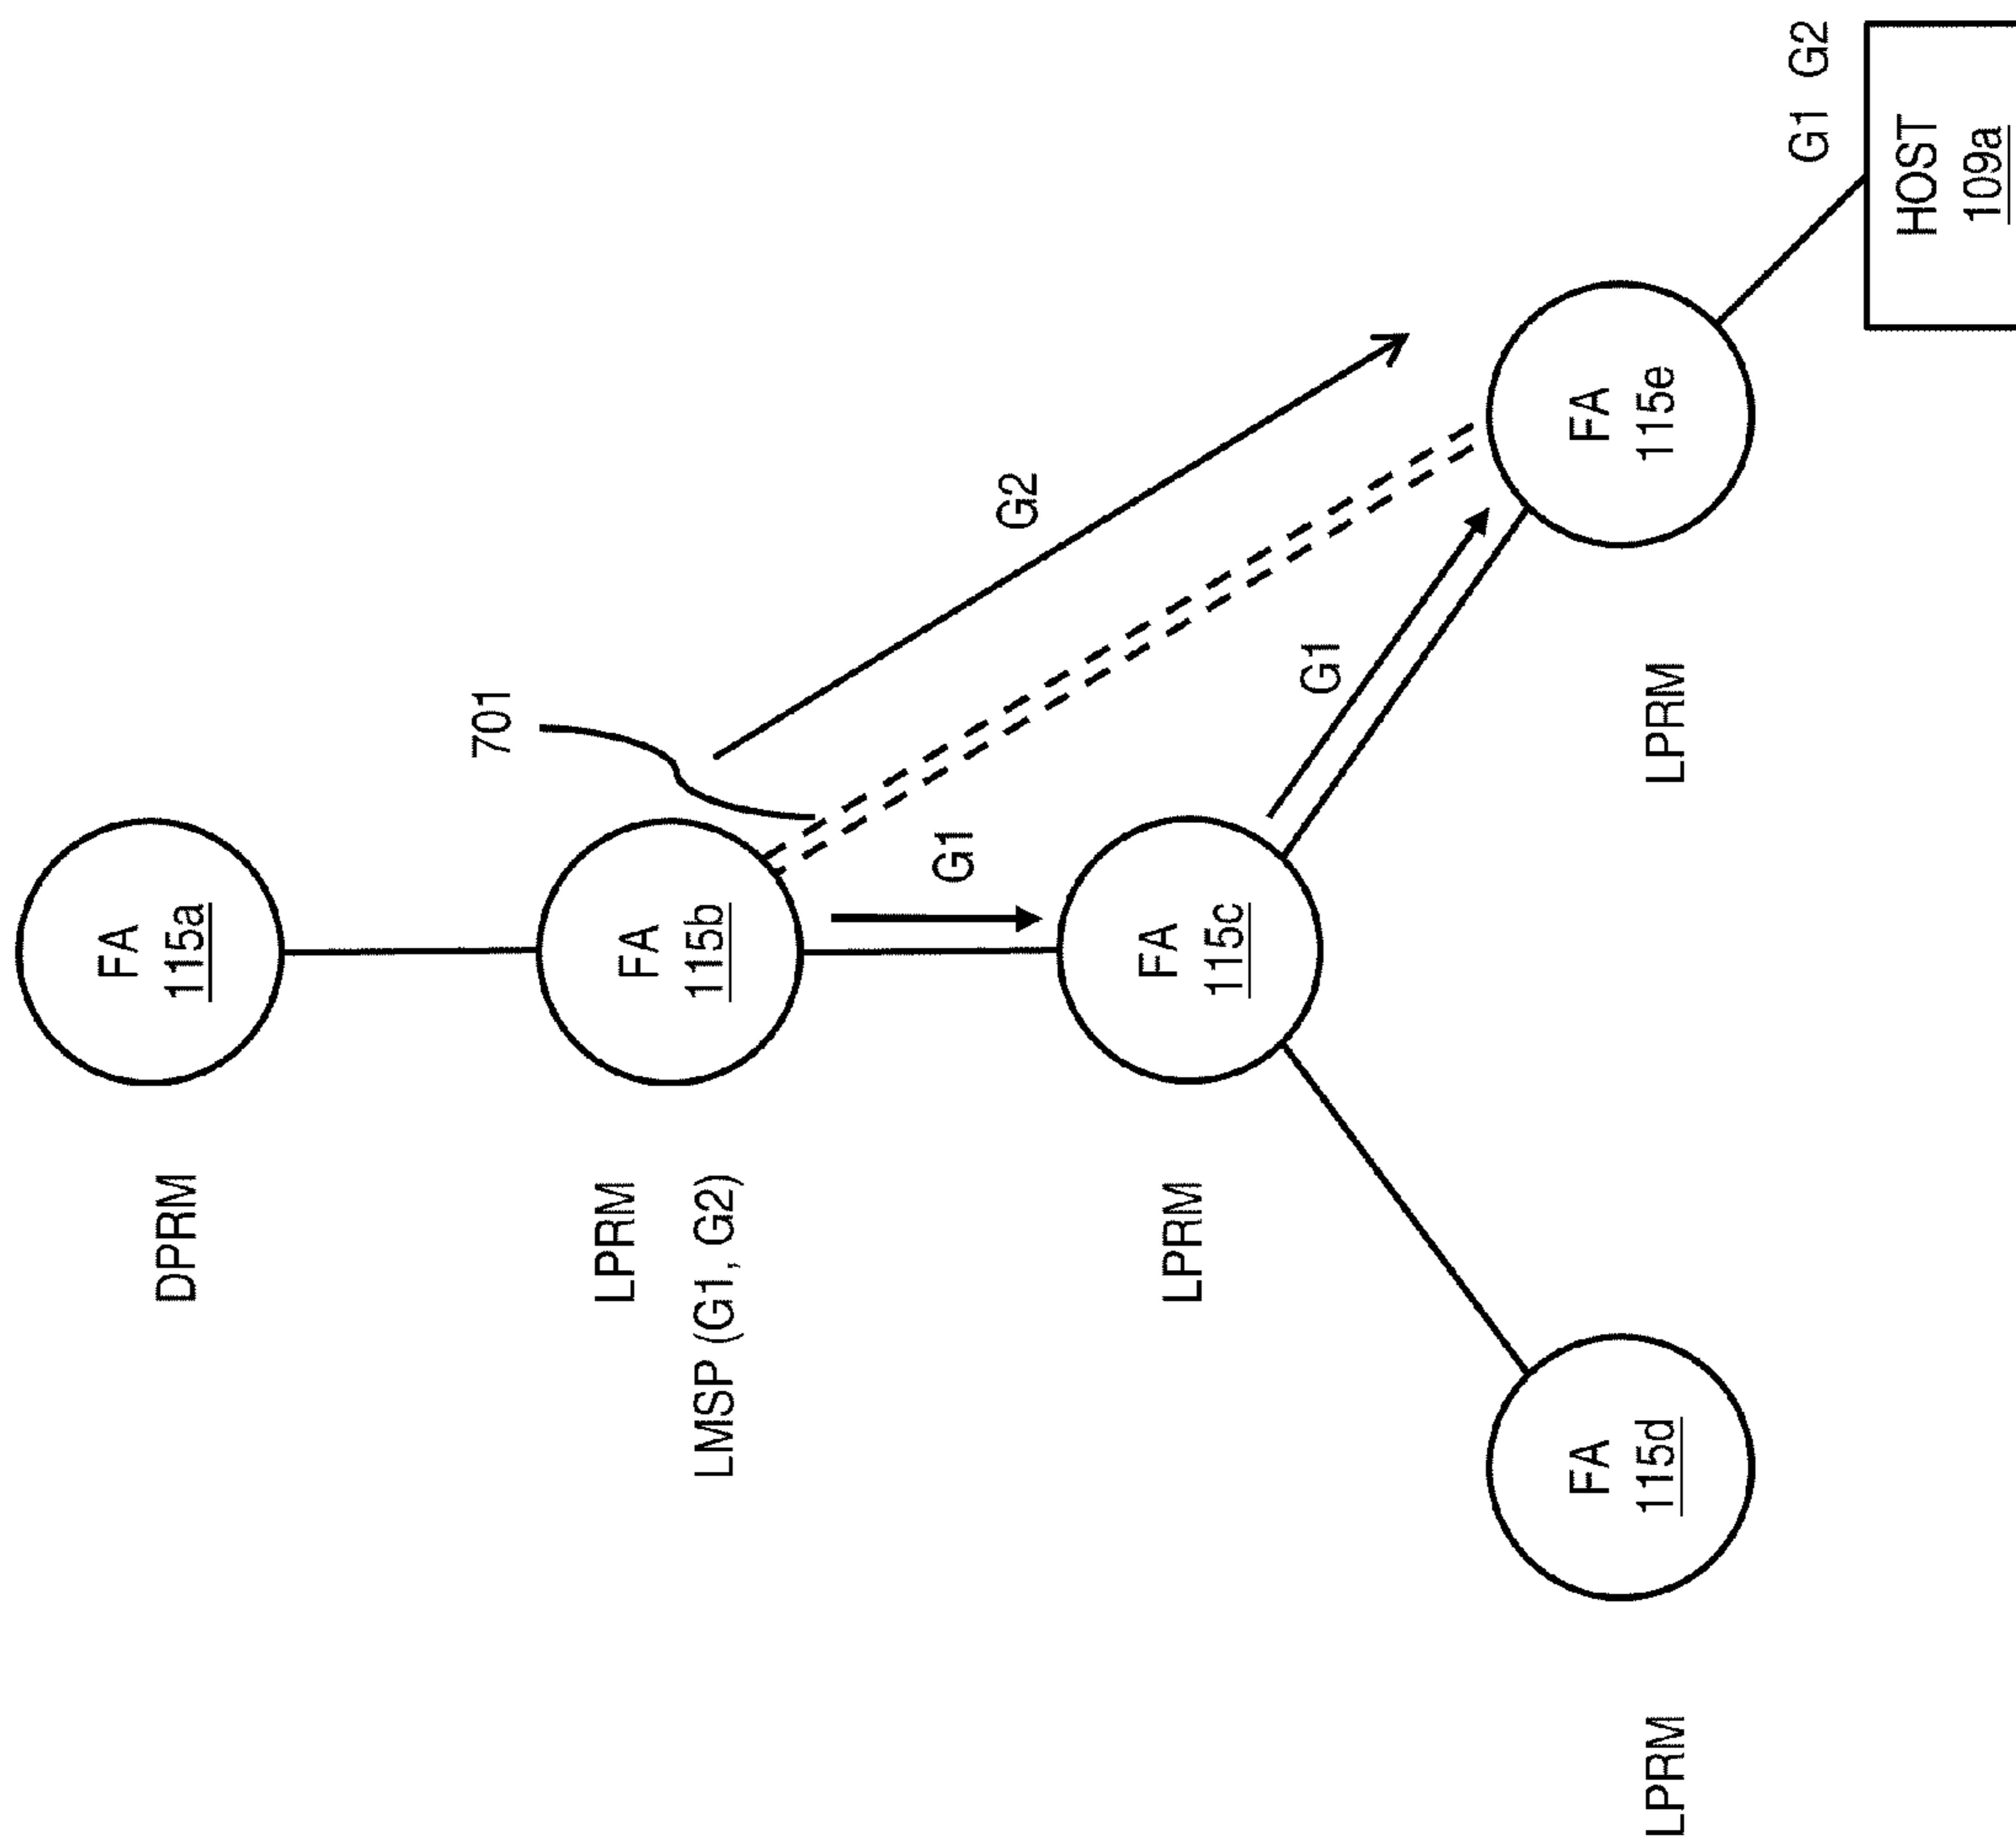 DPRM
FA
115a
LPRM
LMSP (G1, G2)
FA
115b
701
G1
G2
LPRM
FA
115c
G1
LPRM
FA
115d
LPRM
FA
115e
G1 G2
HOST
109a